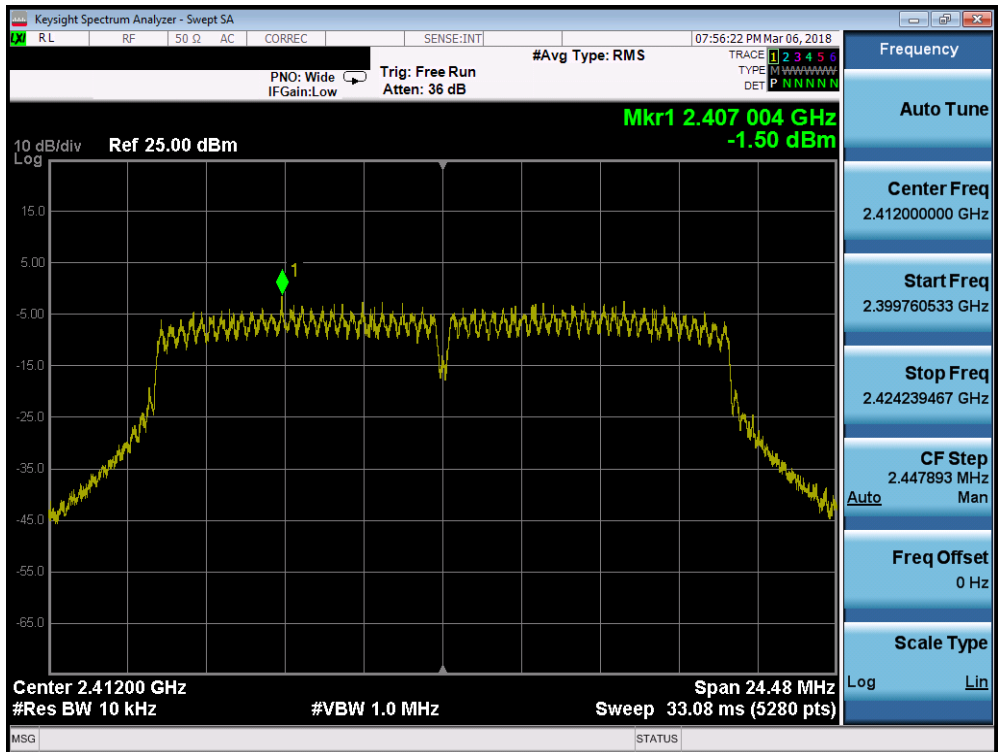 Keysight Spectrum Analyzer - Swept SA
LXI RL RF 50 Ω AC CORREC SENSE:INT 07:56:22 PM Mar 06, 2018
#Avg Type: RMS TRACE 1 2 3 4 5 6
PNO: Wide Trig: Free Run TYPE M WWWWW
IFGain:Low Atten: 36 dB DET P N N N N N
Mkr1 2.407 004 GHz
-1.50 dBm
10 dB/div Ref 25.00 dBm
Log
15.0
1
5.00
-5.00
-15.0
-25.0
-35.0
-45.0
-55.0
-65.0
Center 2.41200 GHz Span 24.48 MHz
#Res BW 10 kHz #VBW 1.0 MHz Sweep 33.08 ms (5280 pts)
MSG STATUS
Frequency
Auto Tune
Center Freq
2.412000000 GHz
Start Freq
2.399760533 GHz
Stop Freq
2.424239467 GHz
CF Step
2.447893 MHz
Auto Man
Freq Offset
0 Hz
Scale Type
Log Lin